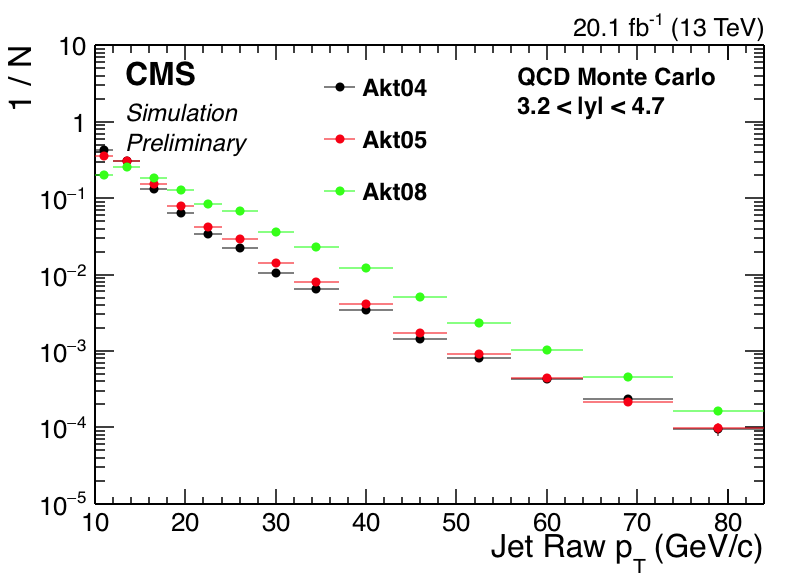 20.1 fb⁻¹ (13 TeV)
1 / N
10
1
10⁻¹
10⁻²
10⁻³
10⁻⁴
10⁻⁵
CMS
Simulation
Preliminary
Akt04
Akt05
Akt08
QCD Monte Carlo
3.2 < |y| < 4.7
10 20 30 40 50 60 70 80
Jet Raw p_T (GeV/c)